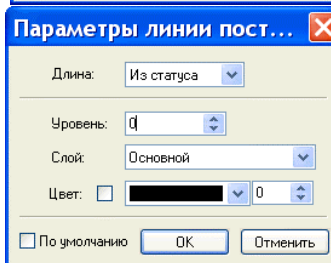 Параметры линии пост...
Длина: Из статуса
Уровень: 0
Слой: Основной
Цвет: 0
По умолчанию OK Отменить